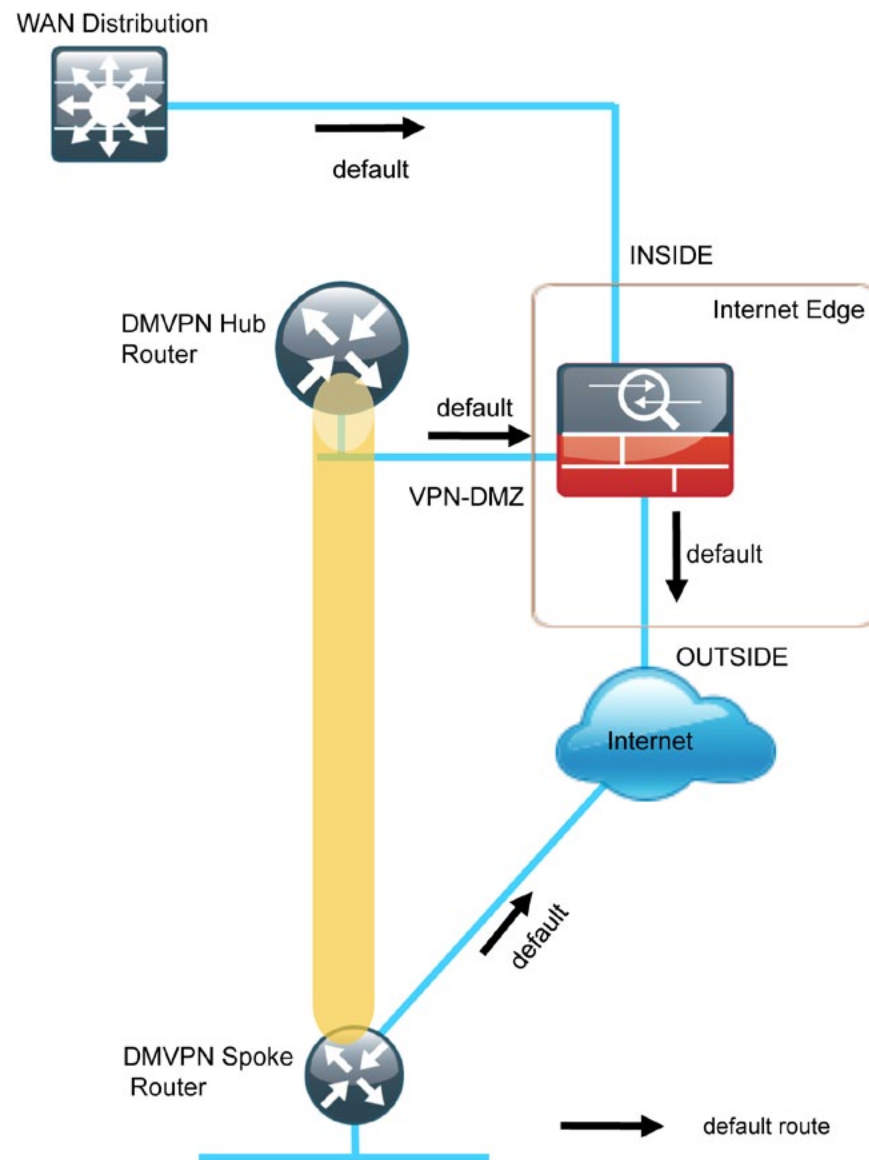 WAN Distribution
default
INSIDE
Internet Edge
DMVPN Hub
Router
default
VPN-DMZ
default
OUTSIDE
Internet
default
DMVPN Spoke
Router
default route